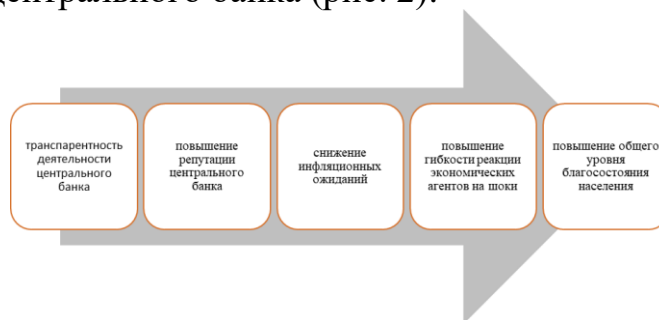 центрального банка (рис. 2).
транспарентность
деятельности
центрального
банка
повышение
репутации
центрального
банка
снижение
инфляционных
ожиданий
повышение
гибкости реакции
экономических
агентов на шоки
повышение общего
уровня
благосостояния
населения